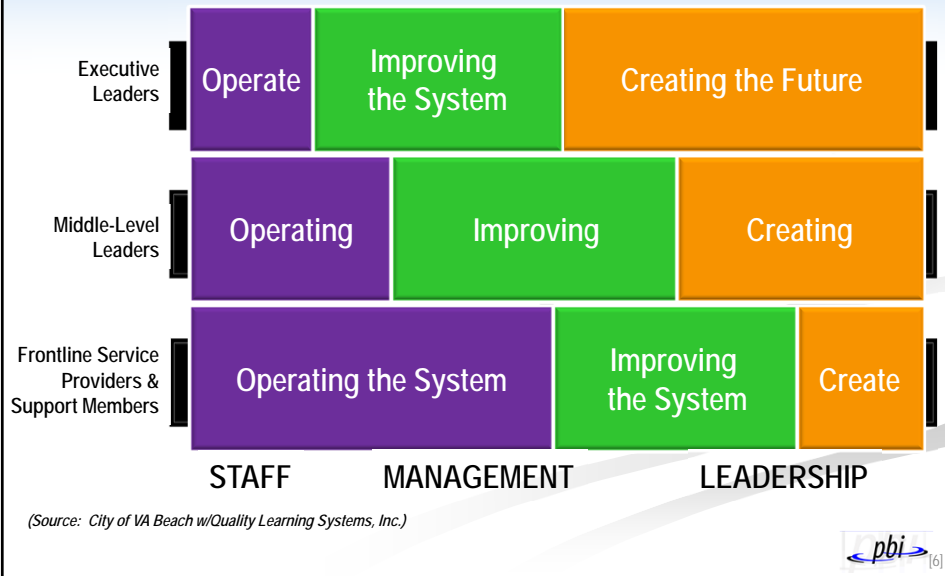 Executive
Leaders
Operate
Improving
the System
Creating the Future
Middle-Level
Leaders
Operating
Improving
Creating
Frontline Service
Providers &
Support Members
Operating the System
Improving
the System
Create
STAFF
MANAGEMENT
LEADERSHIP
(Source: City of VA Beach w/Quality Learning Systems, Inc.)
pbi
[6]